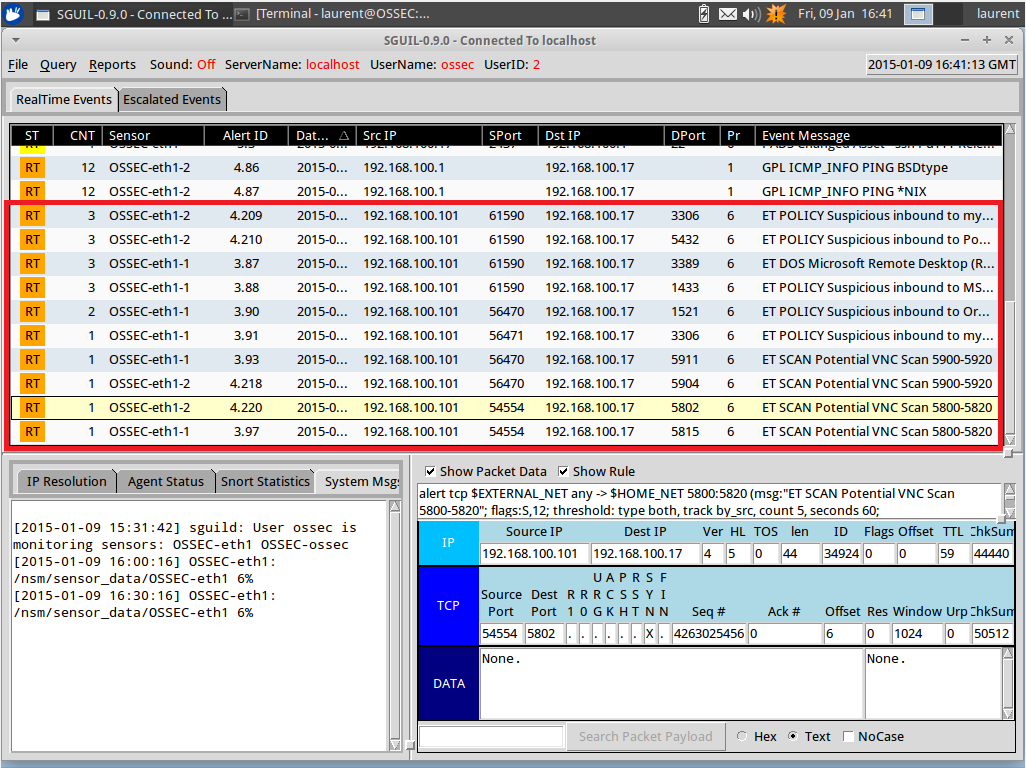 SGUIL-0.9.0 - Connected To ... [Terminal - laurent@OSSEC:... Fri, 09 Jan 16:41 laurent
SGUIL-0.9.0 - Connected To localhost
File Query Reports Sound: Off ServerName: localhost UserName: ossec UserID: 2 2015-01-09 16:41:13 GMT
RealTime Events Escalated Events
ST CNT Sensor Alert ID Dat... Src IP SPort Dst IP DPort Pr Event Message
RT 12 OSSEC-eth1-2 4.86 2015-0... 192.168.100.1 192.168.100.17 1 GPL ICMP_INFO PING BSDtype
RT 12 OSSEC-eth1-2 4.87 2015-0... 192.168.100.1 192.168.100.17 1 GPL ICMP_INFO PING *NIX
RT 3 OSSEC-eth1-2 4.209 2015-0... 192.168.100.101 61590 192.168.100.17 3306 6 ET POLICY Suspicious inbound to my...
RT 3 OSSEC-eth1-2 4.210 2015-0... 192.168.100.101 61590 192.168.100.17 5432 6 ET POLICY Suspicious inbound to Po...
RT 3 OSSEC-eth1-1 3.87 2015-0... 192.168.100.101 61590 192.168.100.17 3389 6 ET DOS Microsoft Remote Desktop (R...
RT 3 OSSEC-eth1-1 3.88 2015-0... 192.168.100.101 61590 192.168.100.17 1433 6 ET POLICY Suspicious inbound to MS...
RT 2 OSSEC-eth1-1 3.90 2015-0... 192.168.100.101 56470 192.168.100.17 1521 6 ET POLICY Suspicious inbound to Or...
RT 1 OSSEC-eth1-1 3.91 2015-0... 192.168.100.101 56471 192.168.100.17 3306 6 ET POLICY Suspicious inbound to my...
RT 1 OSSEC-eth1-1 3.93 2015-0... 192.168.100.101 56470 192.168.100.17 5911 6 ET SCAN Potential VNC Scan 5900-5920
RT 1 OSSEC-eth1-2 4.218 2015-0... 192.168.100.101 56470 192.168.100.17 5904 6 ET SCAN Potential VNC Scan 5900-5920
RT 1 OSSEC-eth1-2 4.220 2015-0... 192.168.100.101 54554 192.168.100.17 5802 6 ET SCAN Potential VNC Scan 5800-5820
RT 1 OSSEC-eth1-1 3.97 2015-0... 192.168.100.101 54554 192.168.100.17 5815 6 ET SCAN Potential VNC Scan 5800-5820
IP Resolution Agent Status Snort Statistics System Msgs
[2015-01-09 15:31:42] sguild: User ossec is
monitoring sensors: OSSEC-eth1 OSSEC-ossec
[2015-01-09 16:00:16] OSSEC-eth1:
/nsm/sensor_data/OSSEC-eth1 6%
[2015-01-09 16:30:16] OSSEC-eth1:
/nsm/sensor_data/OSSEC-eth1 6%
Show Packet Data Show Rule
alert tcp $EXTERNAL_NET any -> $HOME_NET 5800:5820 (msg:"ET SCAN Potential VNC Scan
5800-5820"; flags:S,12; threshold: type both, track by_src, count 5, seconds 60;
IP
Source IP Dest IP Ver HL TOS len ID Flags Offset TTL ChkSum
192.168.100.101 192.168.100.17 4 5 0 44 34924 0 0 59 44440
TCP
U A P R S F
Source Dest R R R C S S Y I
Port Port 1 0 G K H T N N Seq # Ack # Offset Res Window Urp ChkSum
54554 5802 . . . . . . X . 4263025456 0 6 0 1024 0 50512
DATA
None. None.
Search Packet Payload Hex Text NoCase